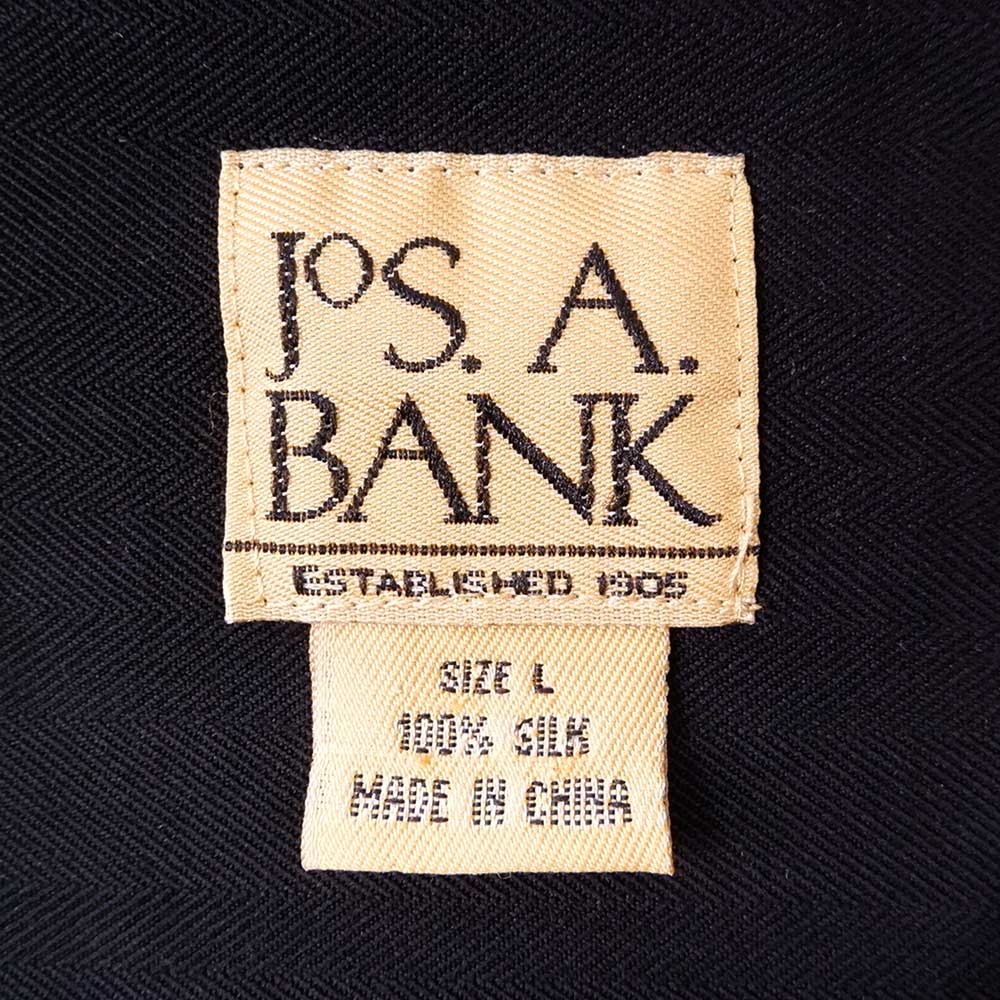 JOS. A.
BANK
ESTABLISHED 1905
SIZE L
100% SILK
MADE IN CHINA